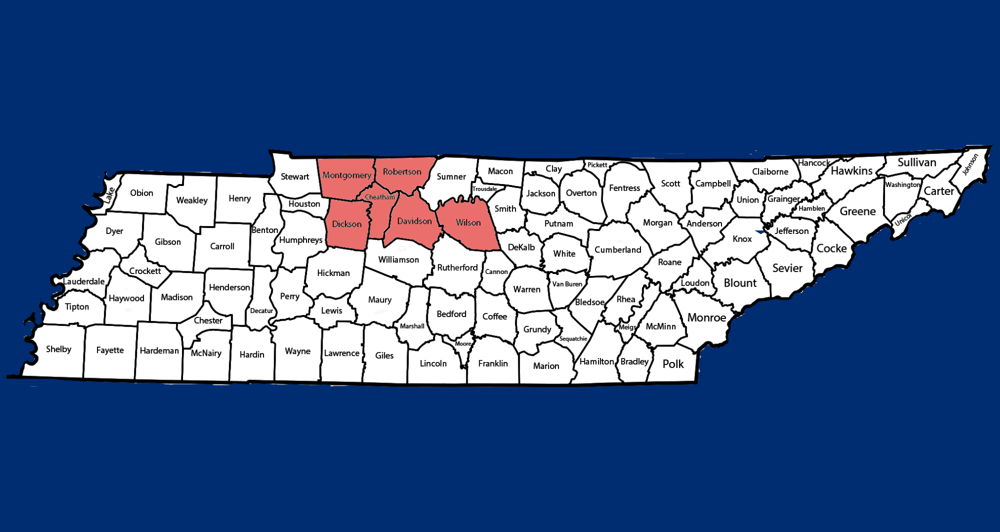 Stewart
Montgomery
Robertson
Sumner
Macon
Clay
Pickett
Hancock
Hawkins
Sullivan
Johnson
Lake
Obion
Weakley
Henry
Houston
Cheatham
Trousdale
Jackson
Overton
Fentress
Scott
Campbell
Claiborne
Union
Grainger
Hamblen
Greene
Washington
Carter
Unicoi
Dyer
Gibson
Carroll
Benton
Humphreys
Dickson
Davidson
Wilson
Smith
Putnam
DeKalb
White
Cumberland
Morgan
Anderson
Knox
Jefferson
Cocke
Sevier
Lauderdale
Crockett
Haywood
Madison
Henderson
Decatur
Perry
Hickman
Williamson
Rutherford
Cannon
Warren
Van Buren
Bledsoe
Rhea
Roane
Loudon
Blount
Tipton
Chester
Lewis
Maury
Marshall
Bedford
Coffee
Grundy
Sequatchie
Meigs
McMinn
Monroe
Shelby
Fayette
Hardeman
McNairy
Hardin
Wayne
Lawrence
Giles
Lincoln
Moore
Franklin
Marion
Hamilton
Bradley
Polk